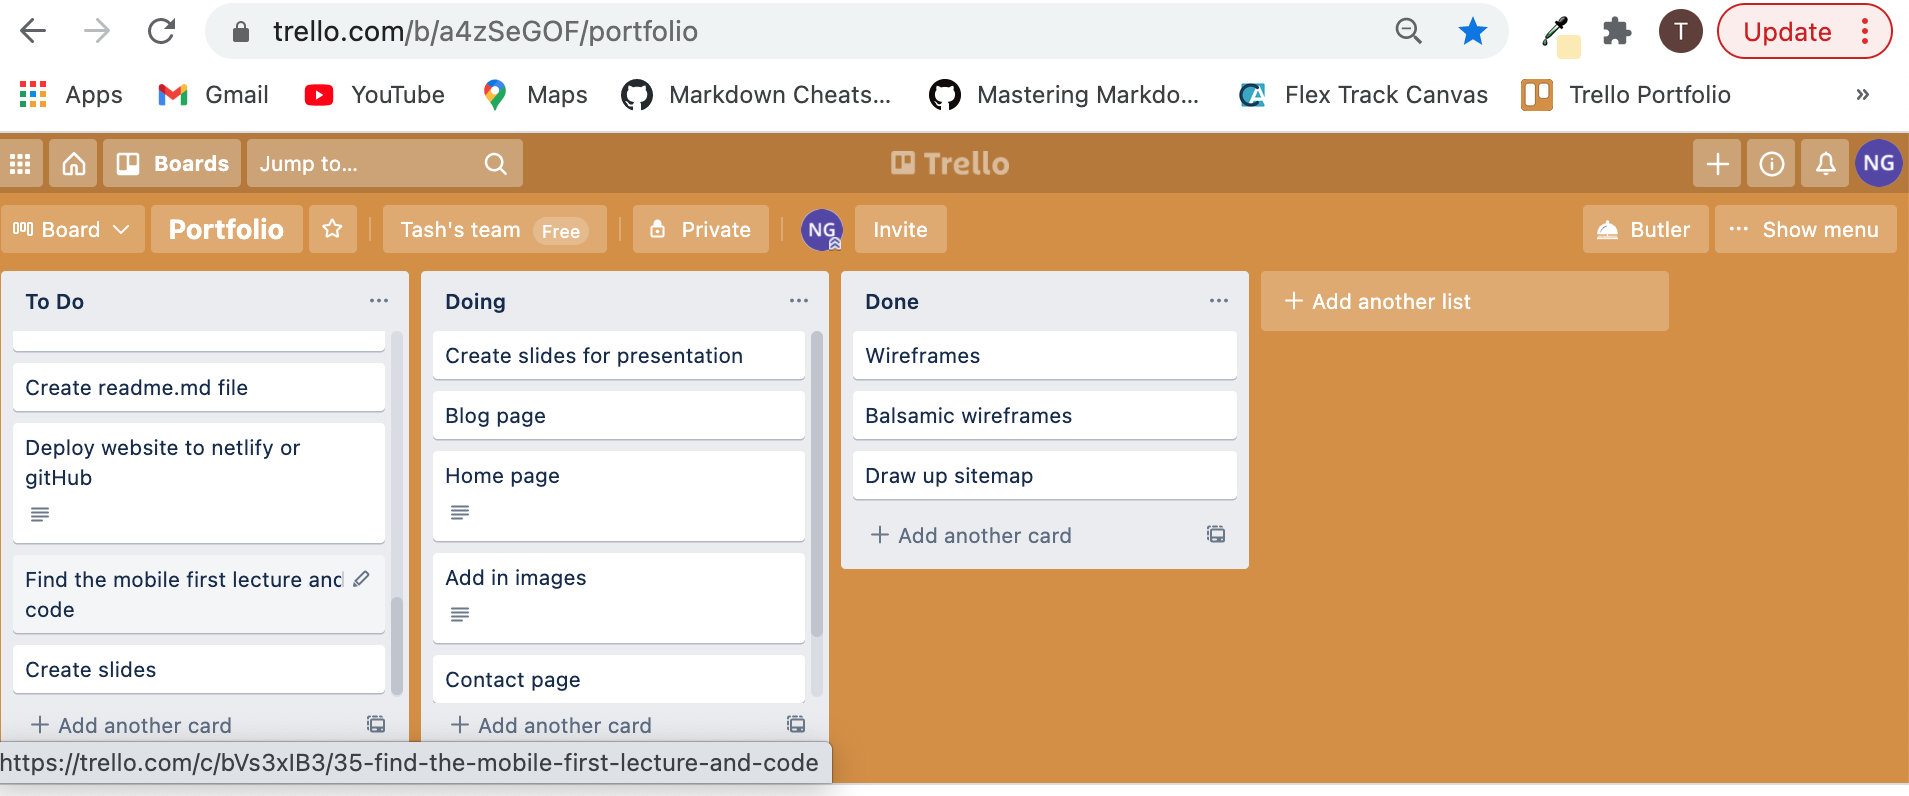 trello.com/b/a4zSeGOF/portfolio
T
Update
Apps
Gmail
YouTube
Maps
Markdown Cheats...
Mastering Markdo...
Flex Track Canvas
Trello Portfolio
»
Boards
Jump to...
Trello
NG
Board
Portfolio
Tash's team Free
Private
NG
Invite
Butler
Show menu
To Do
Create readme.md file
Deploy website to netlify or
gitHub
Find the mobile first lecture and
code
Create slides
+ Add another card
Doing
Create slides for presentation
Blog page
Home page
Add in images
Contact page
+ Add another card
Done
Wireframes
Balsamic wireframes
Draw up sitemap
+ Add another card
+ Add another list
https://trello.com/c/bVs3xIB3/35-find-the-mobile-first-lecture-and-code